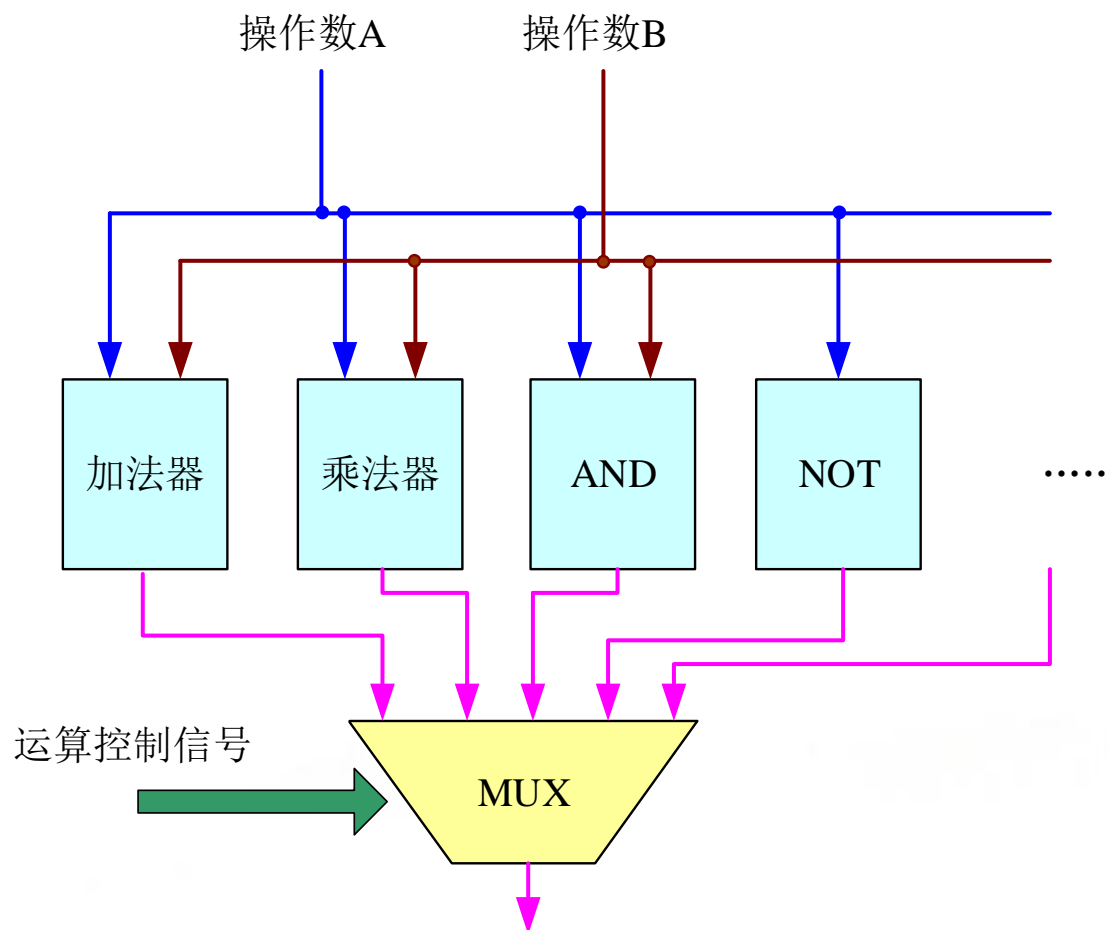 操作数A
操作数B
加法器
乘法器
AND
NOT
.....
运算控制信号
MUX